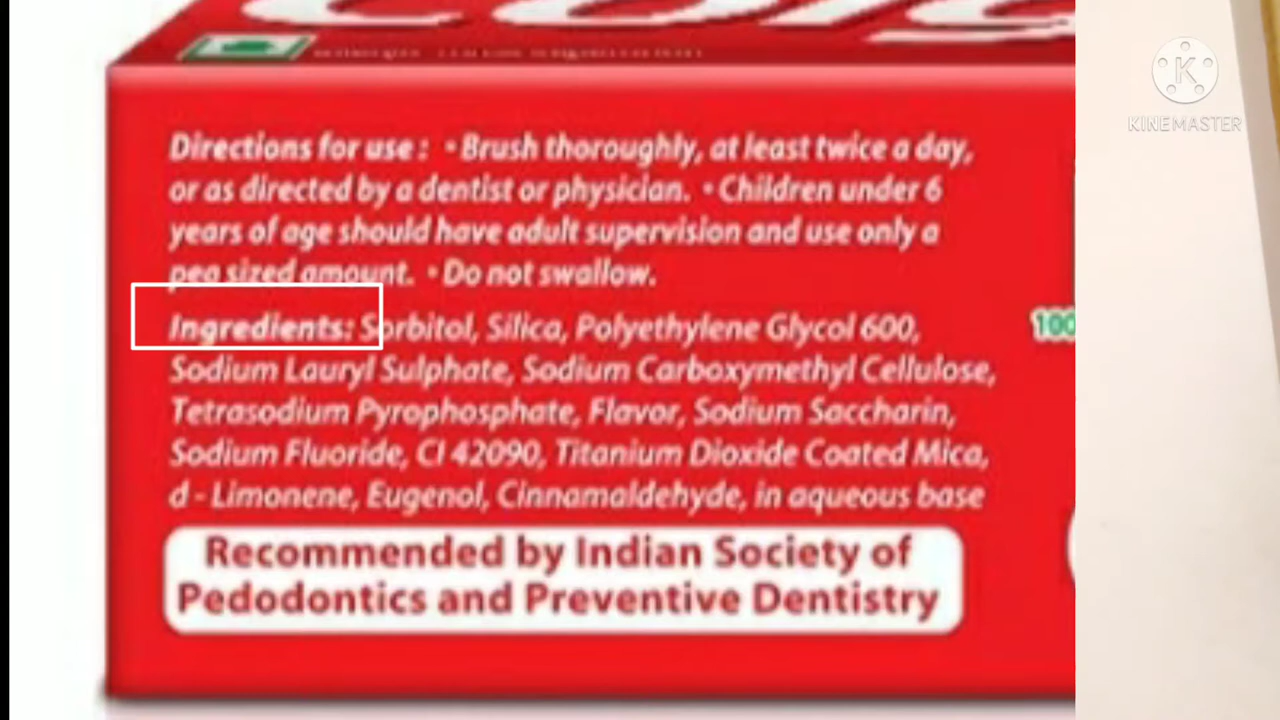 Directions for use : • Brush thoroughly, at least twice a day,
or as directed by a dentist or physician. • Children under 6
years of age should have adult supervision and use only a
pea sized amount. • Do not swallow.
Ingredients: Sorbitol, Silica, Polyethylene Glycol 600,
Sodium Lauryl Sulphate, Sodium Carboxymethyl Cellulose,
Tetrasodium Pyrophosphate, Flavor, Sodium Saccharin,
Sodium Fluoride, CI 42090, Titanium Dioxide Coated Mica,
d - Limonene, Eugenol, Cinnamaldehyde, in aqueous base
Recommended by Indian Society of
Pedodontics and Preventive Dentistry
100
K
KINEMASTER